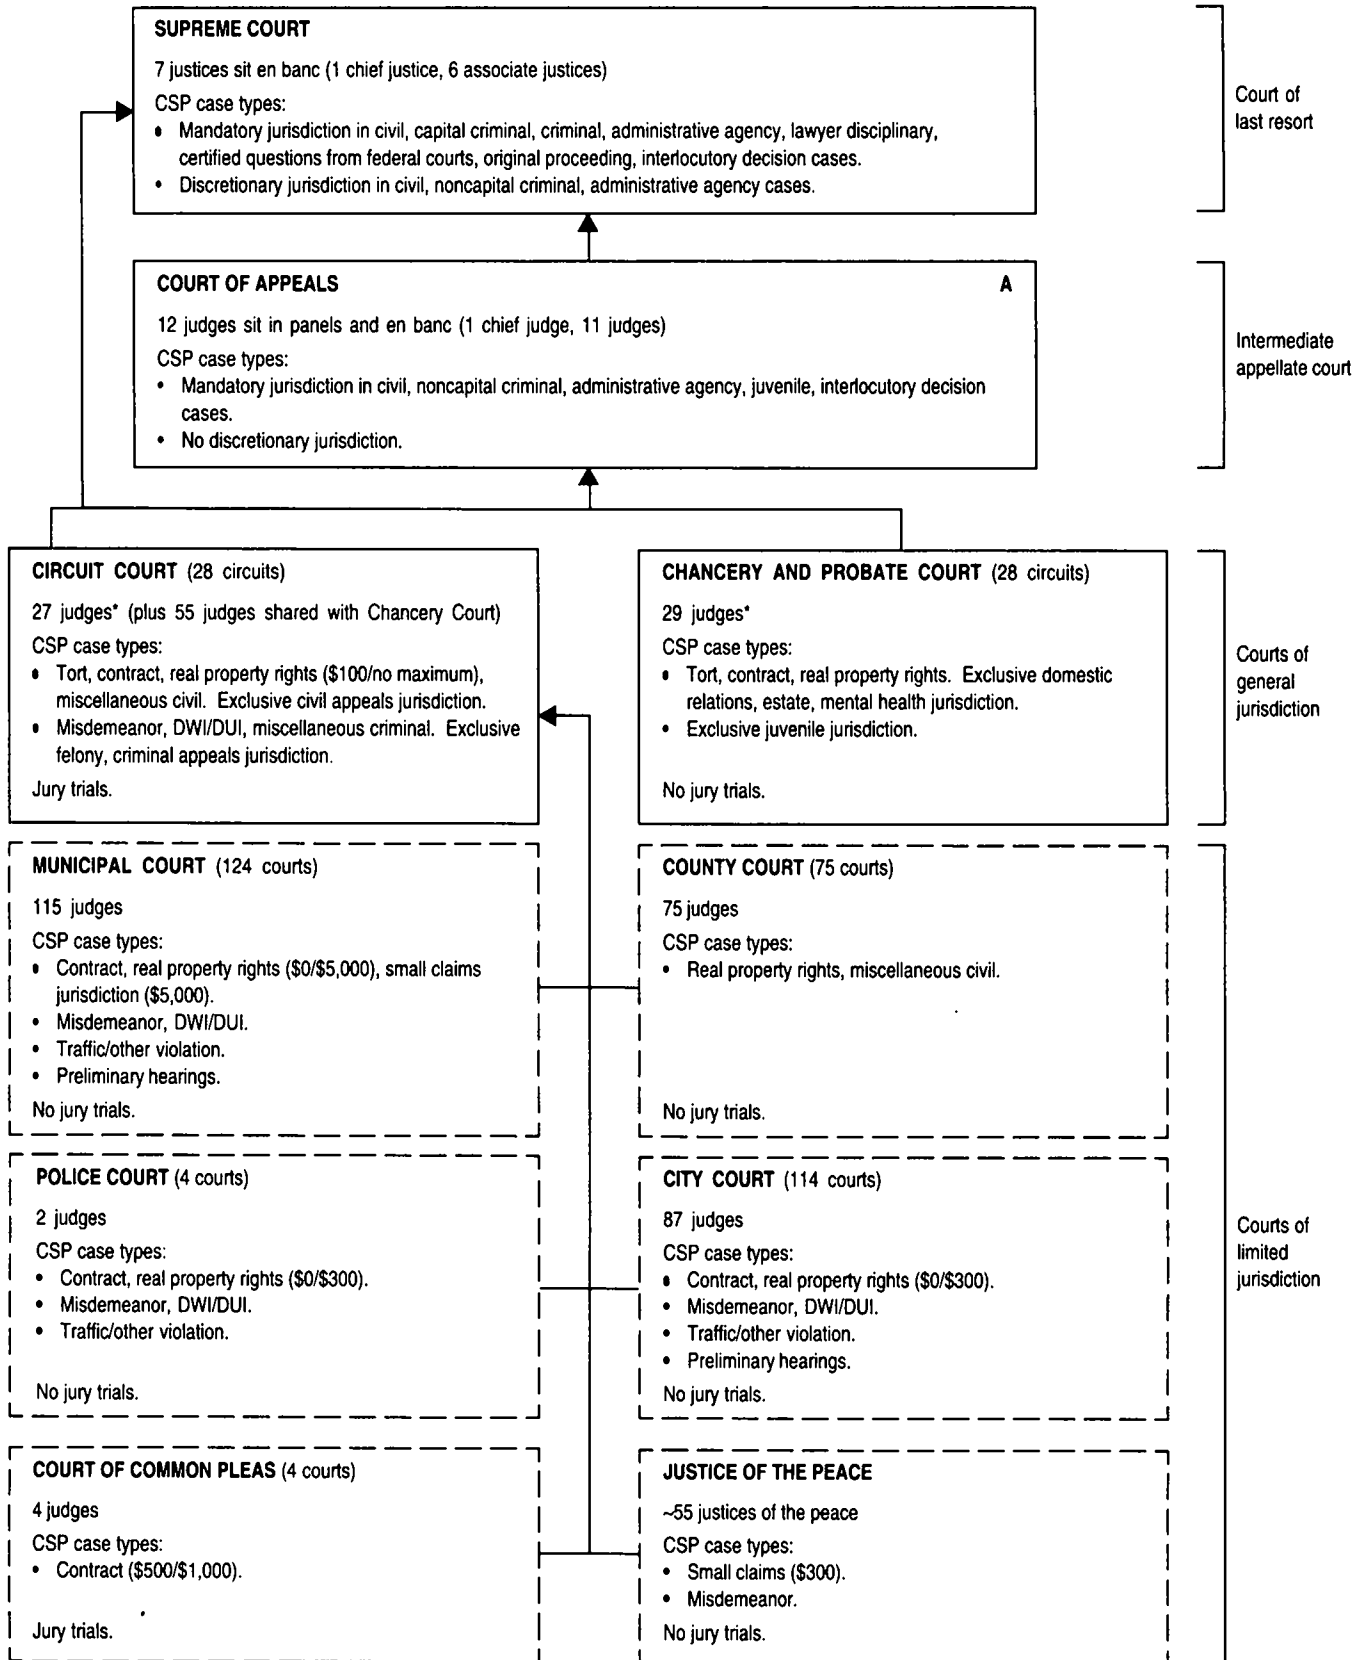 SUPREME COURT
7 justices sit en banc (1 chief justice, 6 associate justices)
CSP case types:
• Mandatory jurisdiction in civil, capital criminal, criminal, administrative agency, lawyer disciplinary,
certified questions from federal courts, original proceeding, interlocutory decision cases.
• Discretionary jurisdiction in civil, noncapital criminal, administrative agency cases.
Court of
last resort
COURT OF APPEALS A
12 judges sit in panels and en banc (1 chief judge, 11 judges)
CSP case types:
• Mandatory jurisdiction in civil, noncapital criminal, administrative agency, juvenile, interlocutory decision
cases.
• No discretionary jurisdiction.
Intermediate
appellate court
CIRCUIT COURT (28 circuits)
27 judges* (plus 55 judges shared with Chancery Court)
CSP case types:
• Tort, contract, real property rights ($100/no maximum),
miscellaneous civil. Exclusive civil appeals jurisdiction.
• Misdemeanor, DWI/DUI, miscellaneous criminal. Exclusive
felony, criminal appeals jurisdiction.
Jury trials.
CHANCERY AND PROBATE COURT (28 circuits)
29 judges*
CSP case types:
• Tort, contract, real property rights. Exclusive domestic
relations, estate, mental health jurisdiction.
• Exclusive juvenile jurisdiction.
No jury trials.
Courts of
general
jurisdiction
MUNICIPAL COURT (124 courts)
115 judges
CSP case types:
• Contract, real property rights ($0/$5,000), small claims
jurisdiction ($5,000).
• Misdemeanor, DWI/DUI.
• Traffic/other violation.
• Preliminary hearings.
No jury trials.
COUNTY COURT (75 courts)
75 judges
CSP case types:
• Real property rights, miscellaneous civil.
No jury trials.
POLICE COURT (4 courts)
2 judges
CSP case types:
• Contract, real property rights ($0/$300).
• Misdemeanor, DWI/DUI.
• Traffic/other violation.
No jury trials.
CITY COURT (114 courts)
87 judges
CSP case types:
• Contract, real property rights ($0/$300).
• Misdemeanor, DWI/DUI.
• Traffic/other violation.
• Preliminary hearings.
No jury trials.
Courts of
limited
jurisdiction
COURT OF COMMON PLEAS (4 courts)
4 judges
CSP case types:
• Contract ($500/$1,000).
Jury trials.
JUSTICE OF THE PEACE
~55 justices of the peace
CSP case types:
• Small claims ($300).
• Misdemeanor.
No jury trials.